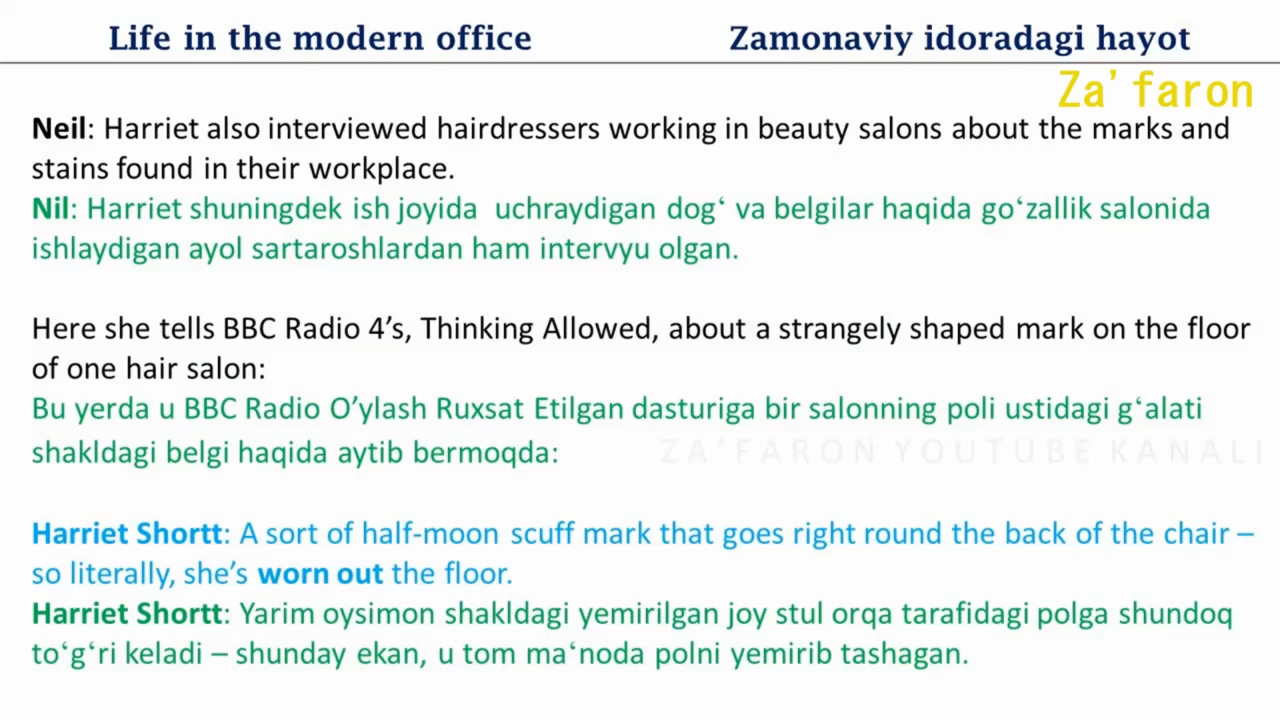 Life in the modern office
Zamonaviy idoradagi hayot
Za'faron
Neil: Harriet also interviewed hairdressers working in beauty salons about the marks and
stains found in their workplace.
Nil: Harriet shuningdek ish joyida uchraydigan dog‘ va belgilar haqida go‘zallik salonida
ishlaydigan ayol sartaroshlardan ham intervyu olgan.
Here she tells BBC Radio 4’s, Thinking Allowed, about a strangely shaped mark on the floor
of one hair salon:
Bu yerda u BBC Radio O’ylash Ruxsat Etilgan dasturiga bir salonning poli ustidagi g‘alati
shakldagi belgi haqida aytib bermoqda:
ZA’FARON YOUTUBE KANALI
Harriet Shortt: A sort of half-moon scuff mark that goes right round the back of the chair –
so literally, she’s worn out the floor.
Harriet Shortt: Yarim oysimon shakldagi yemirilgan joy stul orqa tarafidagi polga shundoq
to‘g‘ri keladi – shunday ekan, u tom ma‘noda polni yemirib tashagan.